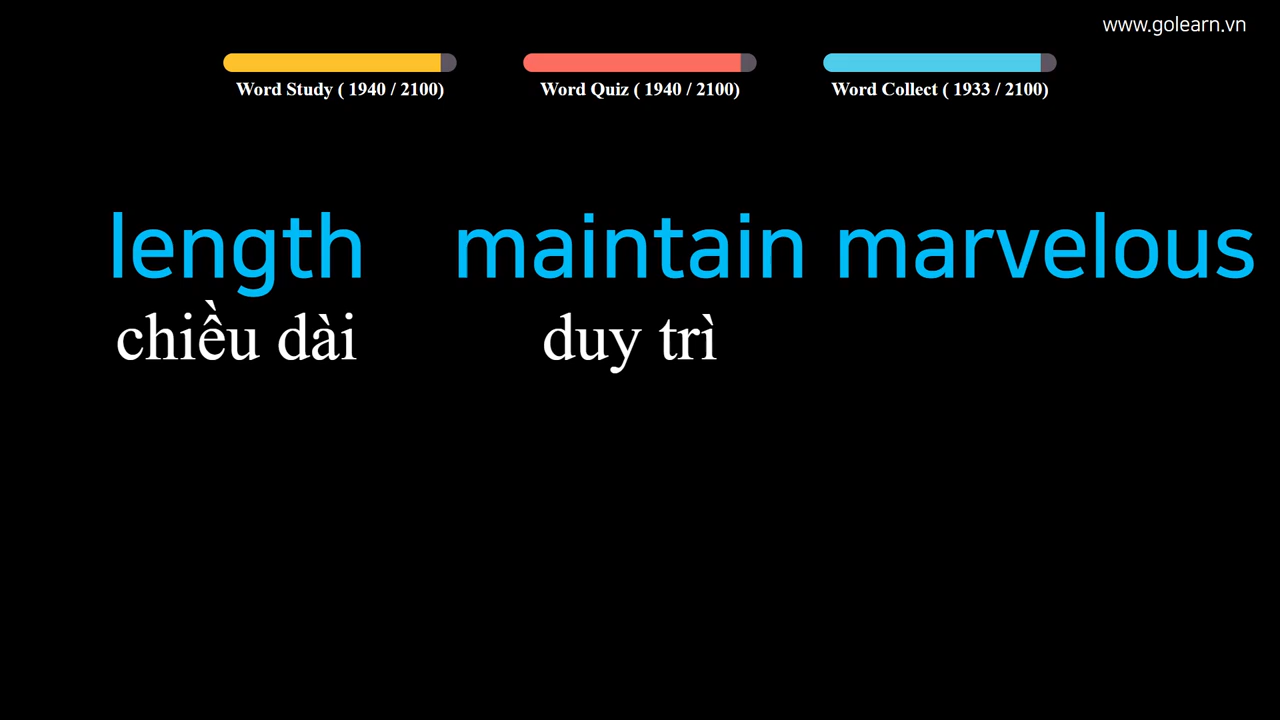 www.golearn.vn
Word Study ( 1940 / 2100) Word Quiz ( 1940 / 2100) Word Collect ( 1933 / 2100)
length maintain marvelous
chiều dài duy trì